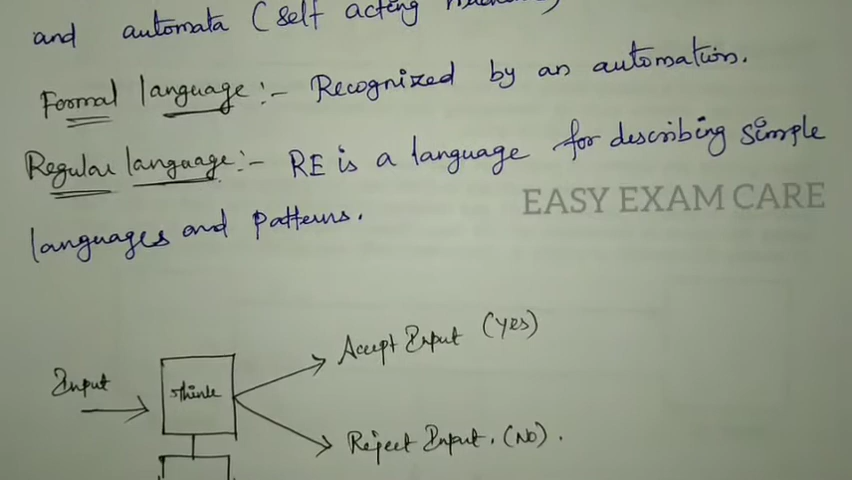 and automata (self acting
Formal language :- Recognized by an automation.
Regular language :- RE is a language for describing simple
EASY EXAM CARE
languages and patterns.
Accept Input (Yes)
Input
Think
Reject Input. (No).